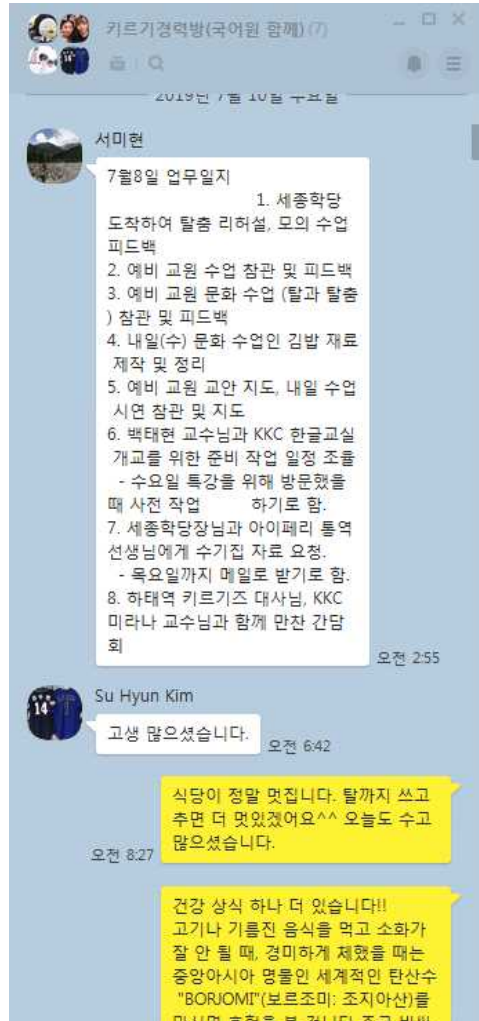 키르기경력방(국어원 함께) (7)
2019년 7월 10일 수요일
서미현
7월8일 업무일지
1. 세종학당
도착하여 탈춤 리허설, 모의 수업
피드백
2. 예비 교원 수업 참관 및 피드백
3. 예비 교원 문화 수업 (탈과 탈춤
) 참관 및 피드백
4. 내일(수) 문화 수업인 김밥 재료
제작 및 정리
5. 예비 교원 교안 지도, 내일 수업
시연 참관 및 지도
6. 백태현 교수님과 KKC 한글교실
개교를 위한 준비 작업 일정 조율
- 수요일 특강을 위해 방문했을
때 사전 작업 하기로 함.
7. 세종학당장님과 아이페리 통역
선생님에게 수기집 자료 요청.
- 목요일까지 메일로 받기로 함.
8. 하태역 키르기즈 대사님, KKC
미라나 교수님과 함께 만찬 간담
회
오전 2:55
14
Su Hyun Kim
고생 많으셨습니다.
오전 6:42
식당이 정말 멋집니다. 탈까지 쓰고
추면 더 멋있겠어요^^ 오늘도 수고
많으셨습니다.
오전 8:27
건강 상식 하나 더 있습니다!!
고기나 기름진 음식을 먹고 소화가
잘 안 될 때, 경미하게 체했을 때는
중앙아시아 명물인 세계적인 탄산수
"BORJOMI"(보르조미: 조지아산)를